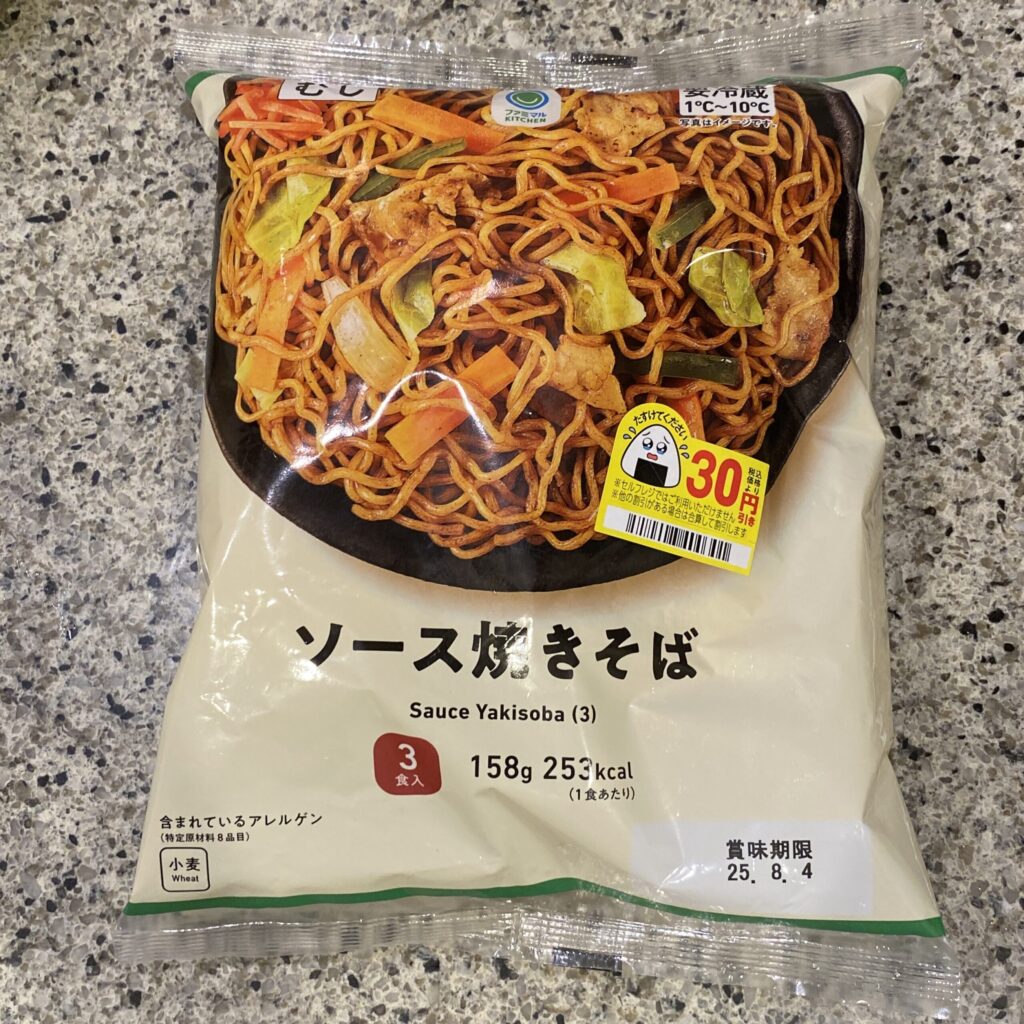 むし
ファミマル
KITCHEN
要冷蔵
1℃~10℃
写真はイメージです。
たすけてください
30円引き
税込価格より
※セルフレジではご利用いただけません
※他の割引がある場合は合算して割引します
ソース焼きそば
Sauce Yakisoba (3)
3
食入
158g 253kcal
(1食あたり)
含まれているアレルゲン
(特定原材料8品目)
小麦
Wheat
賞味期限
25. 8. 4